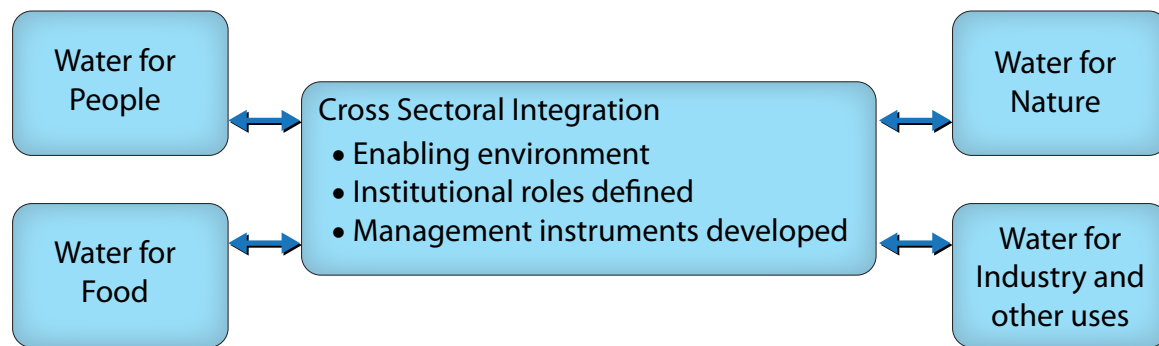 Water for
People
Water for
Food
Cross Sectoral Integration
• Enabling environment
• Institutional roles defined
• Management instruments developed
Water for
Nature
Water for
Industry and
other uses